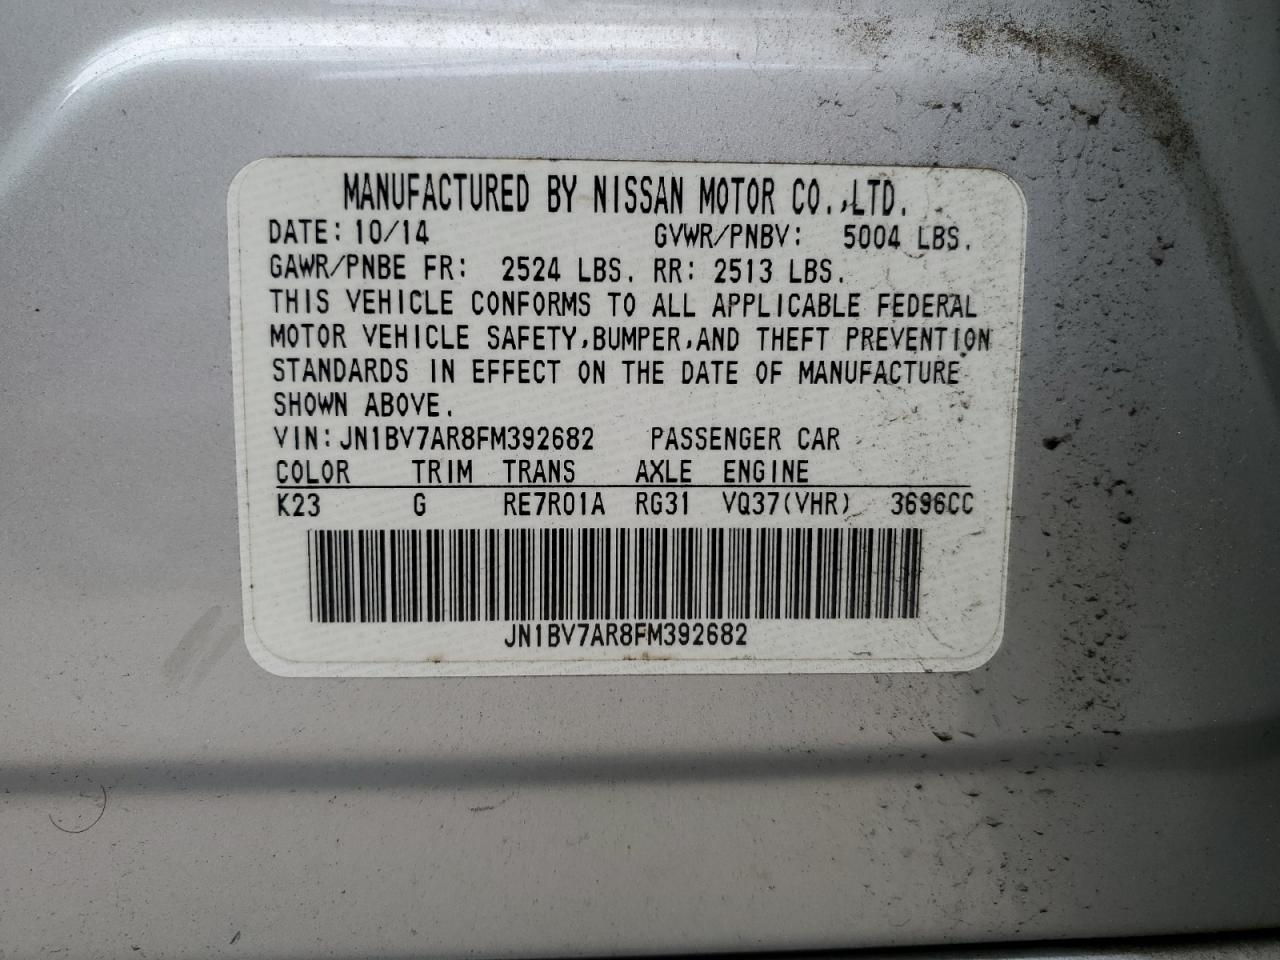 MANUFACTURED BY NISSAN MOTOR CO.,LTD.
DATE: 10/14 GVWR/PNBV: 5004 LBS.
GAWR/PNBE FR: 2524 LBS. RR: 2513 LBS.
THIS VEHICLE CONFORMS TO ALL APPLICABLE FEDERAL
MOTOR VEHICLE SAFETY,BUMPER,AND THEFT PREVENTION
STANDARDS IN EFFECT ON THE DATE OF MANUFACTURE
SHOWN ABOVE.
VIN: JN1BV7AR8FM392682 PASSENGER CAR
COLOR TRIM TRANS AXLE ENGINE
K23 G RE7R01A RG31 VQ37(VHR) 3696CC
JN1BV7AR8FM392682